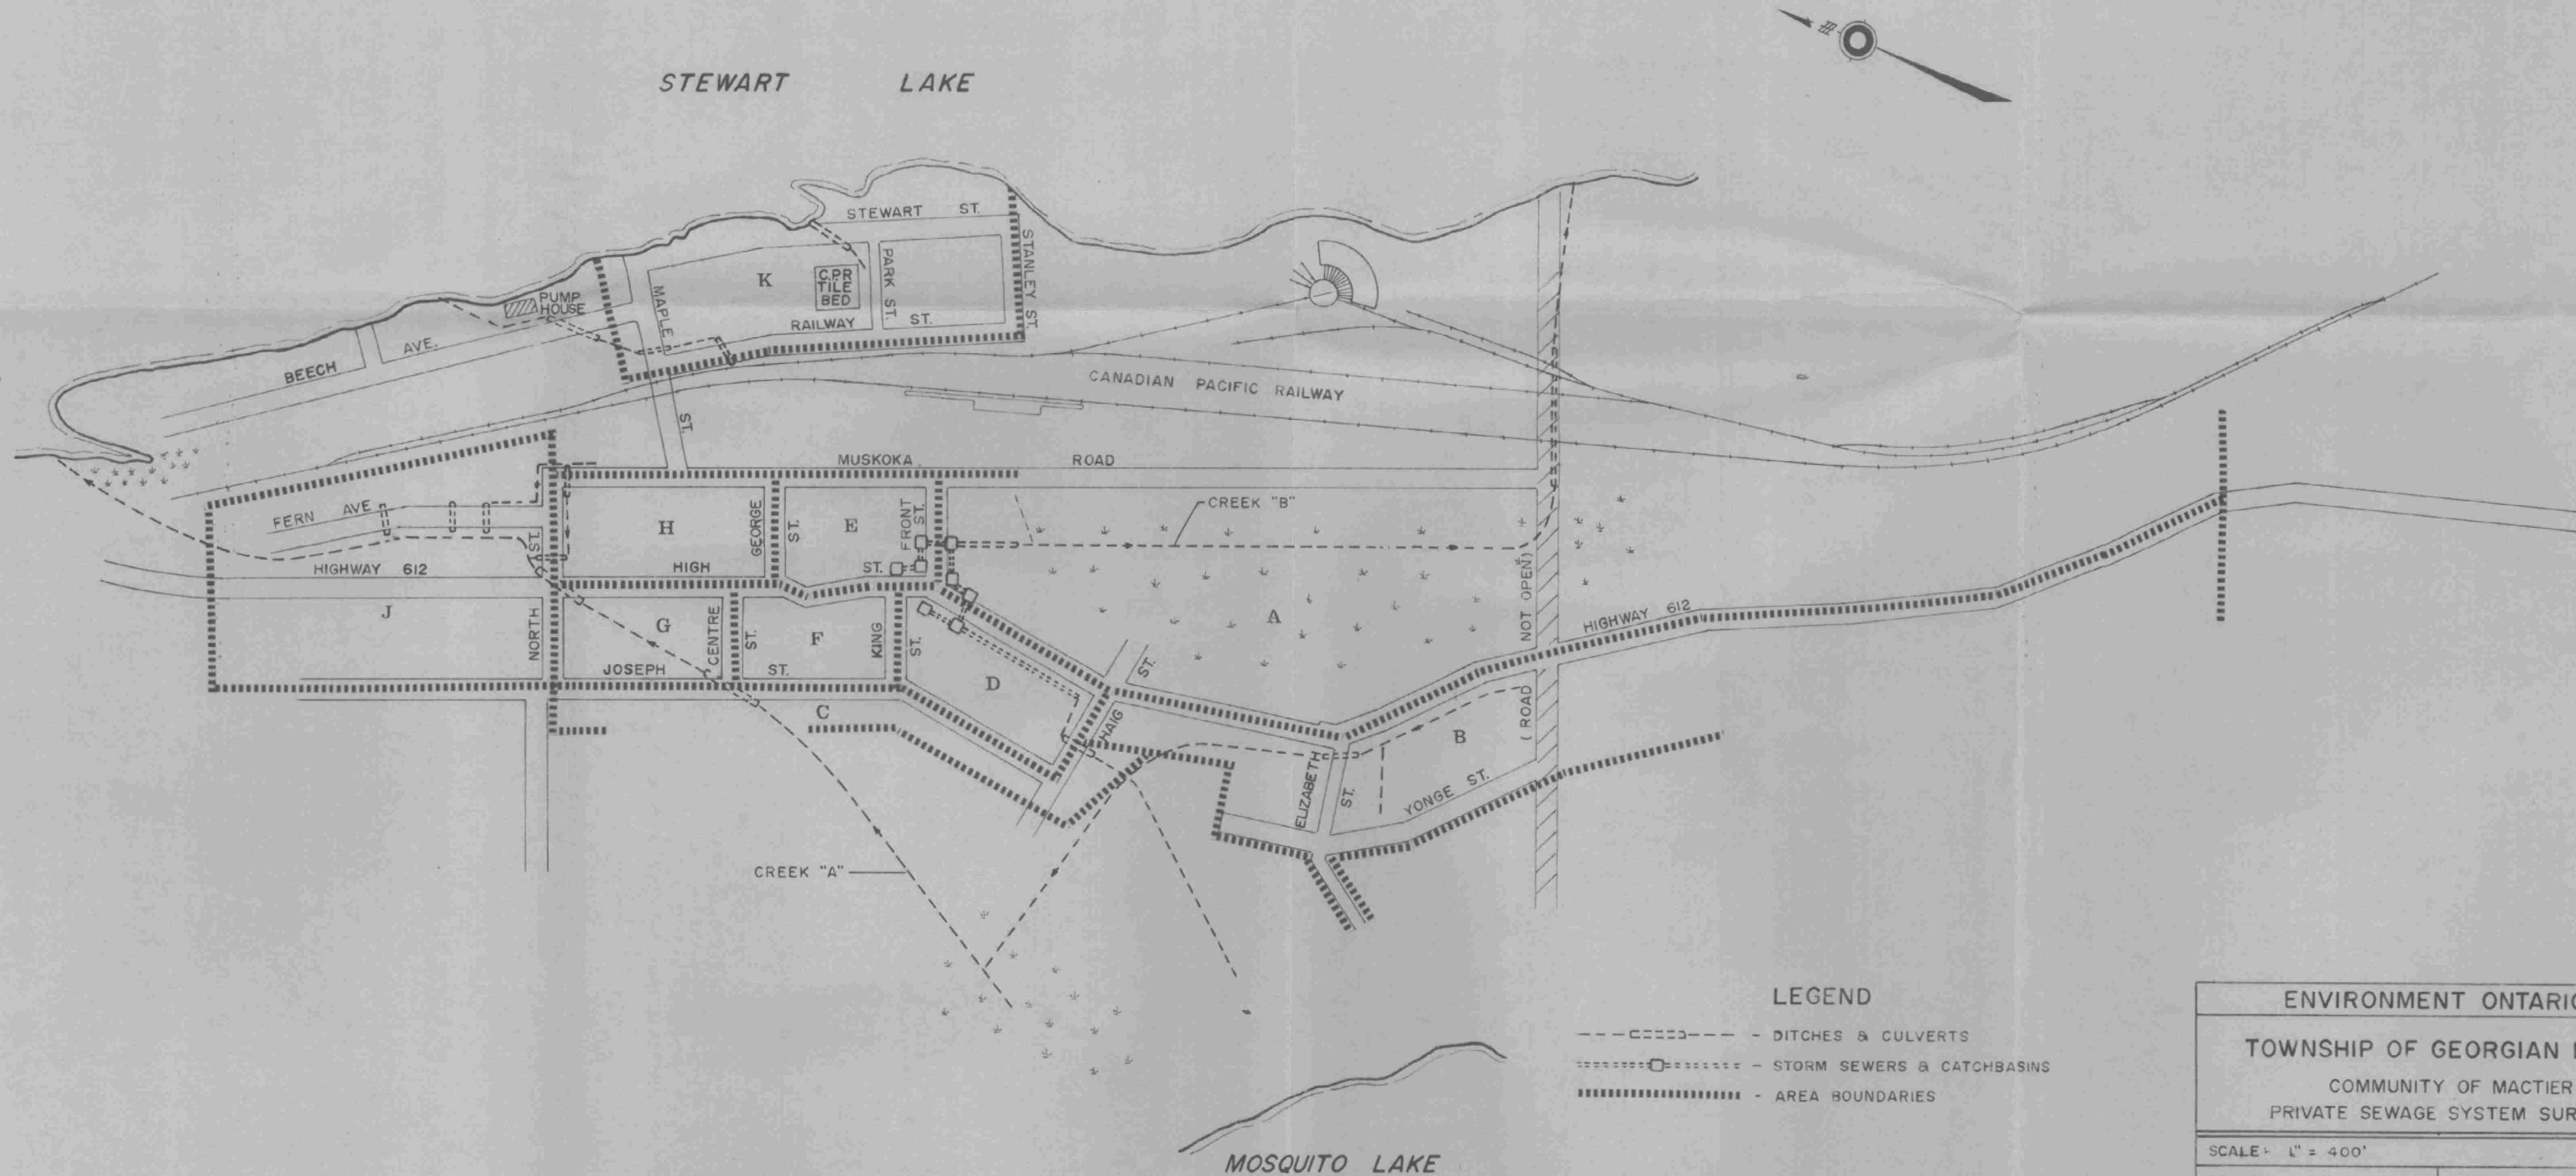 STEWART LAKE
STEWART ST.
STANLEY ST.
PARK ST.
K
C.P.R
TILE
BED
MAPLE ST.
RAILWAY ST.
PUMP
HOUSE
BEECH AVE.
CANADIAN PACIFIC RAILWAY
MUSKOKA ROAD
CREEK "B"
FERN AVE.
H
GEORGE ST.
E
FRONT ST.
HIGHWAY 612
HIGH ST.
J
NORTH ST.
G
CENTRE ST.
F
KING ST.
JOSEPH ST.
A
(ROAD NOT OPEN)
HIGHWAY 612
D
C
HAIG ST.
B
ELIZABETH ST.
YONGE ST.
CREEK "A"
MOSQUITO LAKE
LEGEND
- DITCHES & CULVERTS
- STORM SEWERS & CATCHBASINS
- AREA BOUNDARIES
ENVIRONMENT ONTARIO
TOWNSHIP OF GEORGIAN
COMMUNITY OF MACTIER
PRIVATE SEWAGE SYSTEM SUR
SCALE:- 1" = 400'